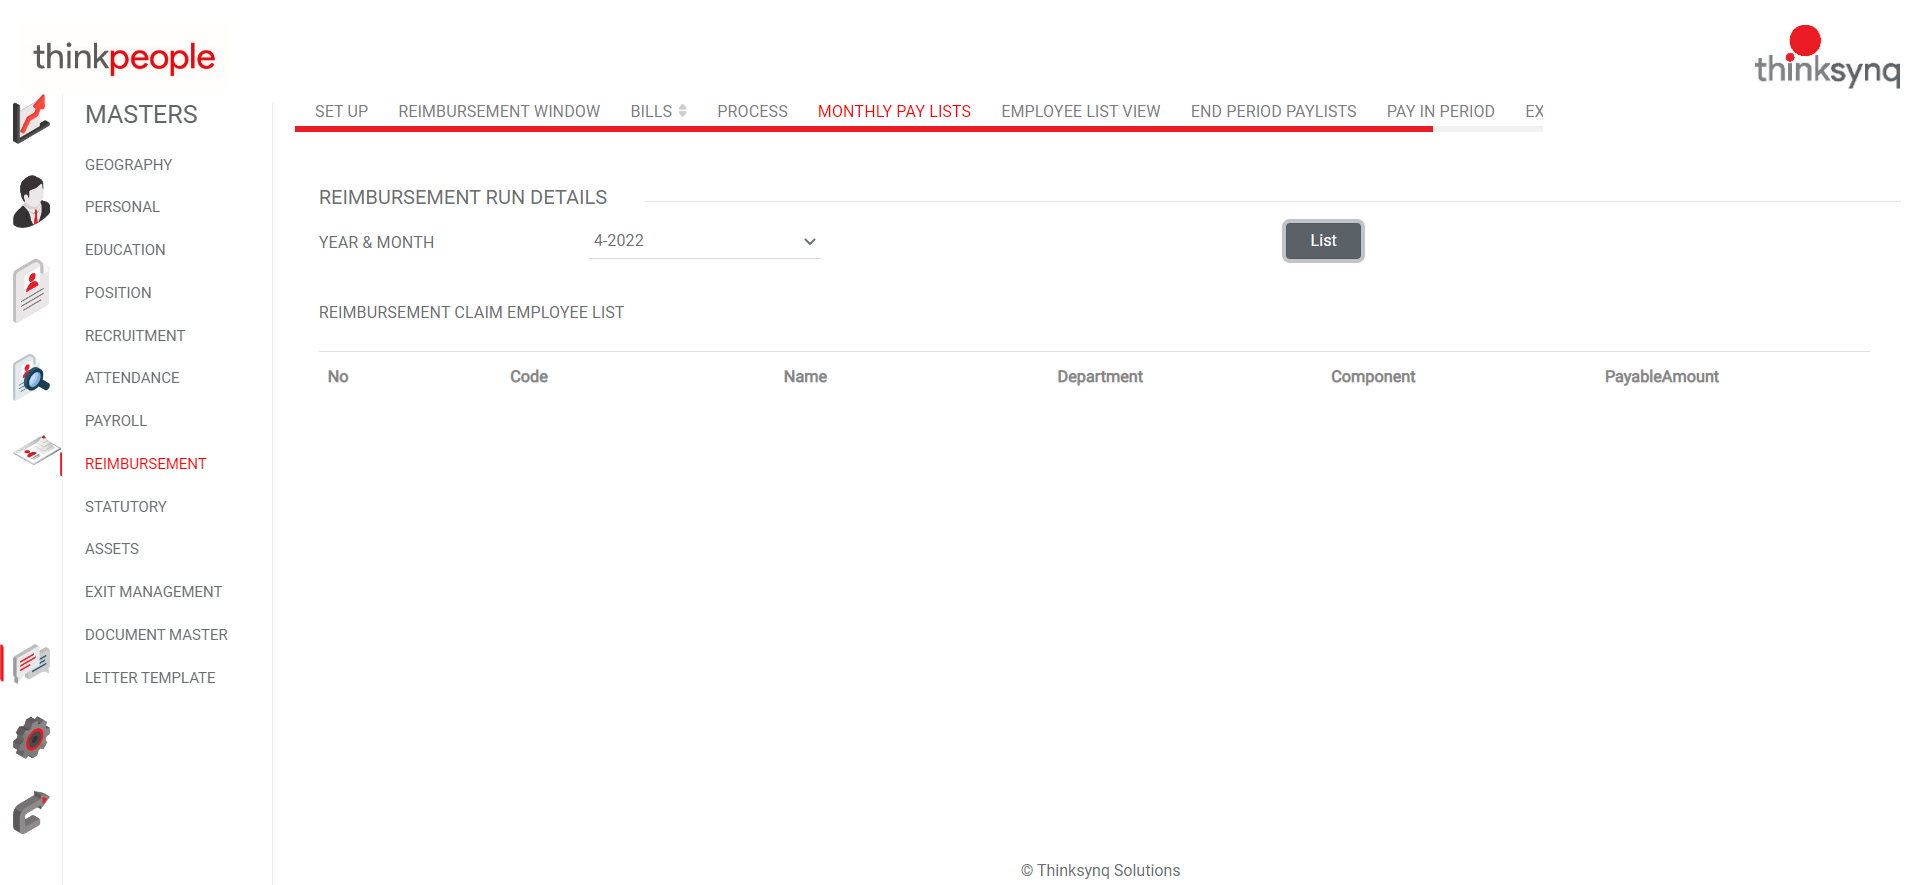 thinkpeople
thinksynq
MASTERS
GEOGRAPHY
PERSONAL
EDUCATION
POSITION
RECRUITMENT
ATTENDANCE
PAYROLL
REIMBURSEMENT
STATUTORY
ASSETS
EXIT MANAGEMENT
DOCUMENT MASTER
LETTER TEMPLATE
SET UP REIMBURSEMENT WINDOW BILLS PROCESS MONTHLY PAY LISTS EMPLOYEE LIST VIEW END PERIOD PAYLISTS PAY IN PERIOD EX
REIMBURSEMENT RUN DETAILS
YEAR & MONTH 4-2022 List
REIMBURSEMENT CLAIM EMPLOYEE LIST
No Code Name Department Component PayableAmount
© Thinksynq Solutions